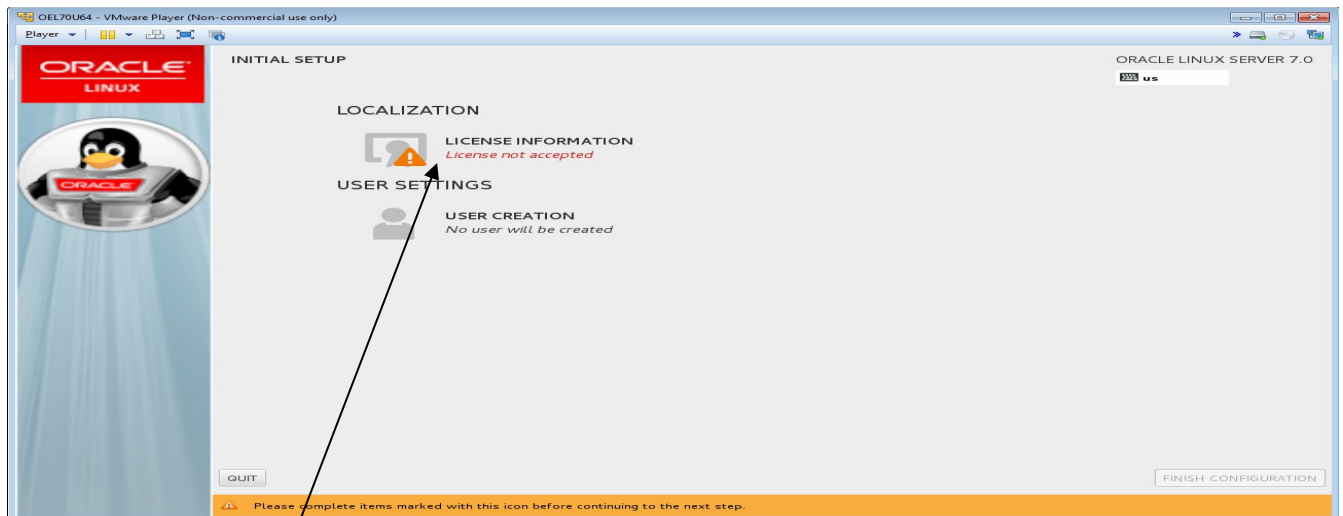 OEL70U64 - VMware Player (Non-commercial use only)
Player
ORACLE
LINUX
INITIAL SETUP
ORACLE LINUX SERVER 7.0
us
LOCALIZATION
LICENSE INFORMATION
License not accepted
USER SETTINGS
USER CREATION
No user will be created
ORACLE
QUIT
FINISH CONFIGURATION
Please complete items marked with this icon before continuing to the next step.